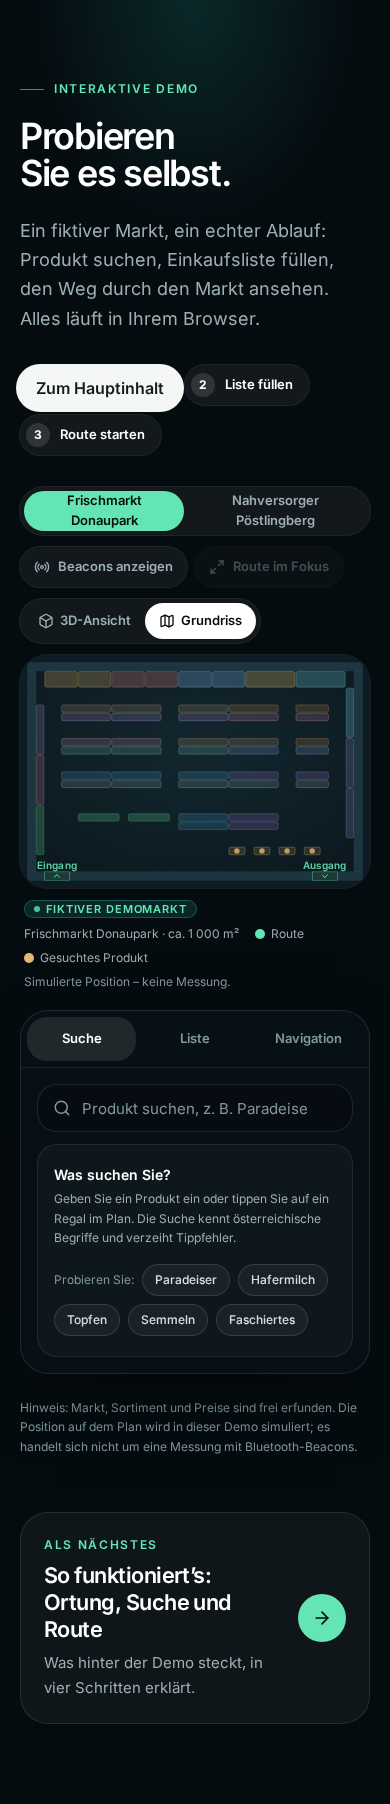 INTERAKTIVE DEMO
Probieren
Sie es selbst.
Ein fiktiver Markt, ein echter Ablauf:
Produkt suchen, Einkaufsliste füllen,
den Weg durch den Markt ansehen.
Alles läuft in Ihrem Browser.
Zum Hauptinhalt
2 Liste füllen
3 Route starten
Frischmarkt
Donaupark
Nahversorger
Pöstlingberg
Beacons anzeigen
Route im Fokus
3D-Ansicht
Grundriss
Eingang
Ausgang
FIKTIVER DEMOMARKT
Frischmarkt Donaupark · ca. 1 000 m² Route
Gesuchtes Produkt
Simulierte Position – keine Messung.
Suche
Liste
Navigation
Produkt suchen, z. B. Paradeise
Was suchen Sie?
Geben Sie ein Produkt ein oder tippen Sie auf ein
Regal im Plan. Die Suche kennt österreichische
Begriffe und verzeiht Tippfehler.
Probieren Sie: Paradeiser Hafermilch
Topfen Semmeln Faschiertes
Hinweis: Markt, Sortiment und Preise sind frei erfunden. Die
Position auf dem Plan wird in dieser Demo simuliert; es
handelt sich nicht um eine Messung mit Bluetooth-Beacons.
ALS NÄCHSTES
So funktioniert’s:
Ortung, Suche und
Route
Was hinter der Demo steckt, in
vier Schritten erklärt.